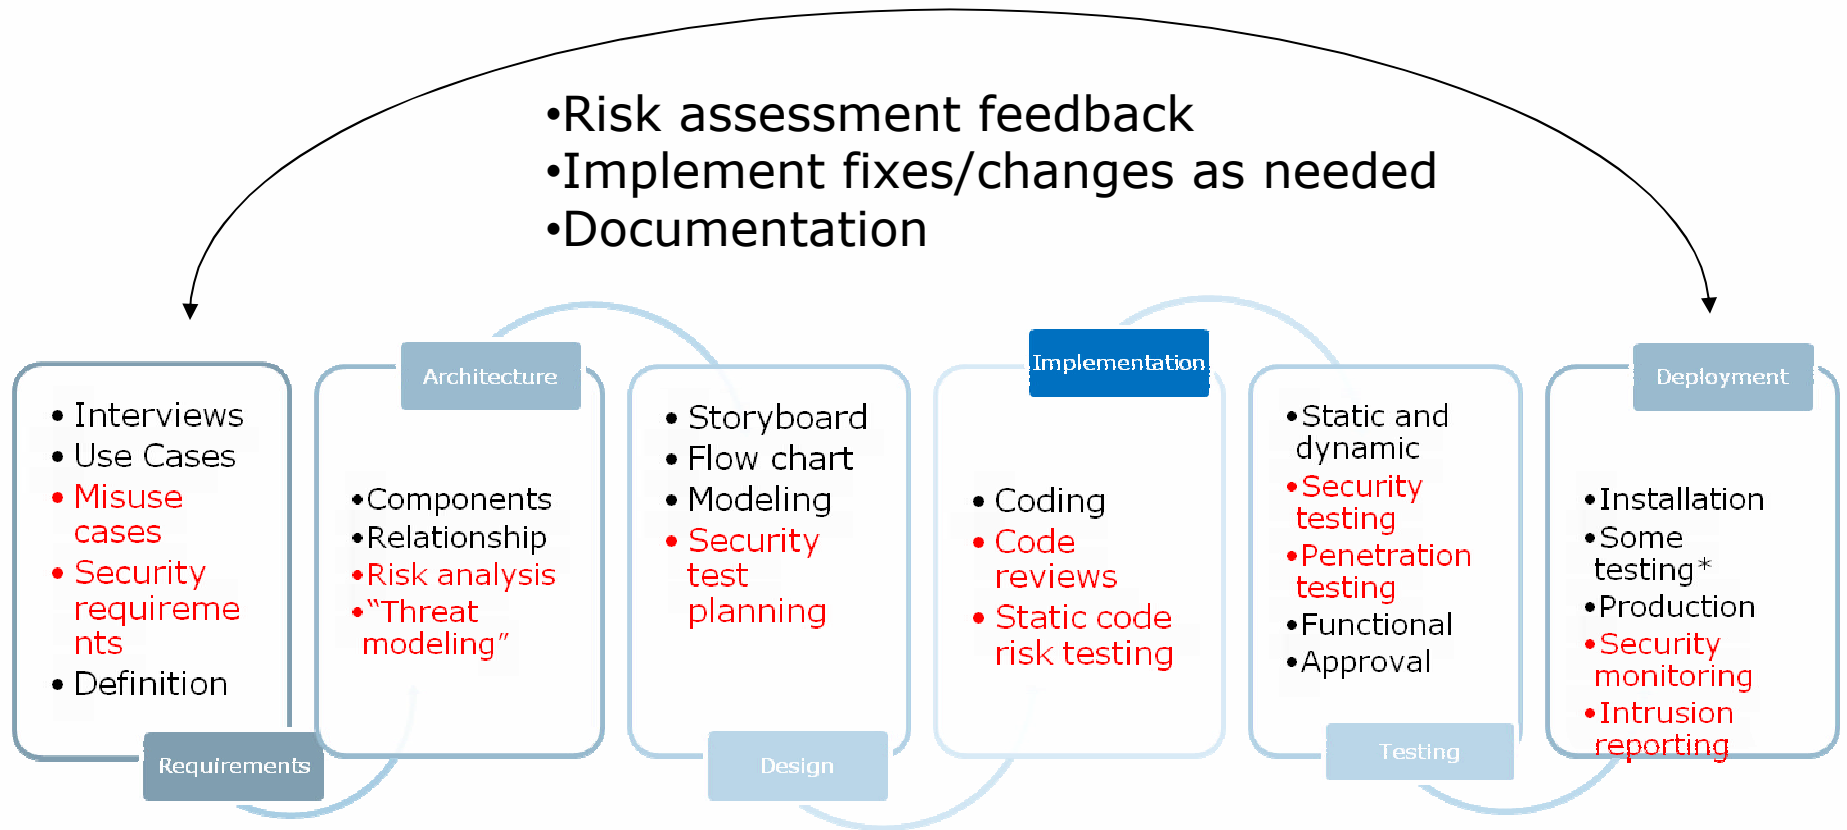 •Risk assessment feedback
•Implement fixes/changes as needed
•Documentation
• Interviews
• Use Cases
• Misuse
cases
• Security
requireme
nts
• Definition
Requirements
Architecture
•Components
•Relationship
•Risk analysis
•“Threat
modeling”
• Storyboard
• Flow chart
• Modeling
• Security
test
planning
Design
Implementation
• Coding
• Code
reviews
• Static code
risk testing
•Static and
dynamic
•Security
testing
•Penetration
testing
•Functional
•Approval
Testing
Deployment
•Installation
•Some
testing*
•Production
•Security
monitoring
•Intrusion
reporting